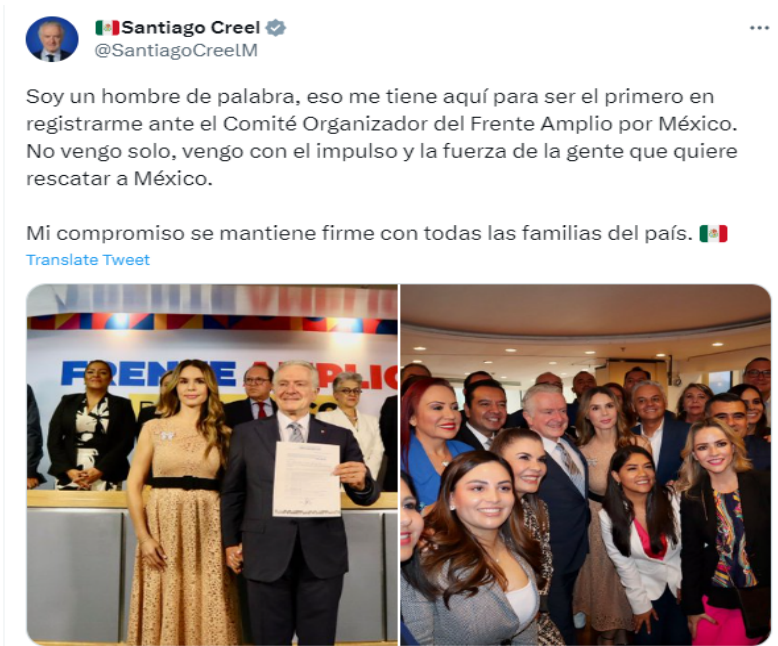 🇲🇽Santiago Creel
@SantiagoCreelM
Soy un hombre de palabra, eso me tiene aquí para ser el primero en
registrarme ante el Comité Organizador del Frente Amplio por México.
No vengo solo, vengo con el impulso y la fuerza de la gente que quiere
rescatar a México.
Mi compromiso se mantiene firme con todas las familias del país. 🇲🇽
Translate Tweet
FRENTE AMPLIO